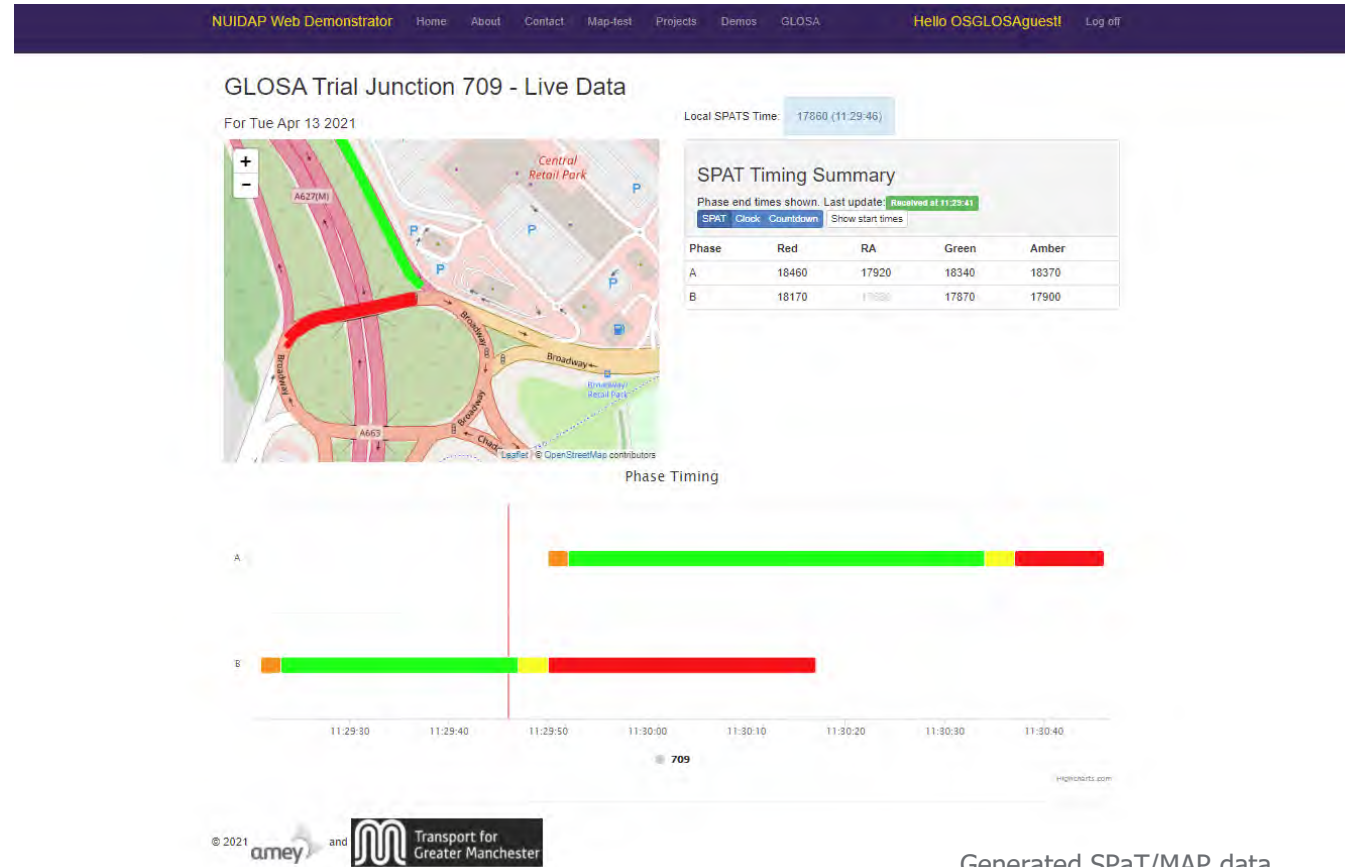 NUIDAP Web Demonstrator Home About Contact Map-test Projects Demos GLOSA Hello OSGLOSAguest! Log off
GLOSA Trial Junction 709 - Live Data
For Tue Apr 13 2021
Local SPATS Time: 17860 (11:29:46)
+
−
A627(M)
Central
Retail Park
P
P
P
P
P
Broadway
Broadway
Broadway
Broadway
Broadway
Retail Park
Broadway
A663
Chad
Leaflet | © OpenStreetMap contributors
SPAT Timing Summary
Phase end times shown. Last update: Received at 11:29:41
SPAT Clock Countdown Show start times
Phase Red RA Green Amber
A 18460 17920 18340 18370
B 18170 17870 17900
Phase Timing
A
B
11:29:30 11:29:40 11:29:50 11:30:00 11:30:10 11:30:20 11:30:30 11:30:40
709
Highcharts.com
© 2021 amey and Transport for
Greater Manchester
Generated SPaT/MAP data